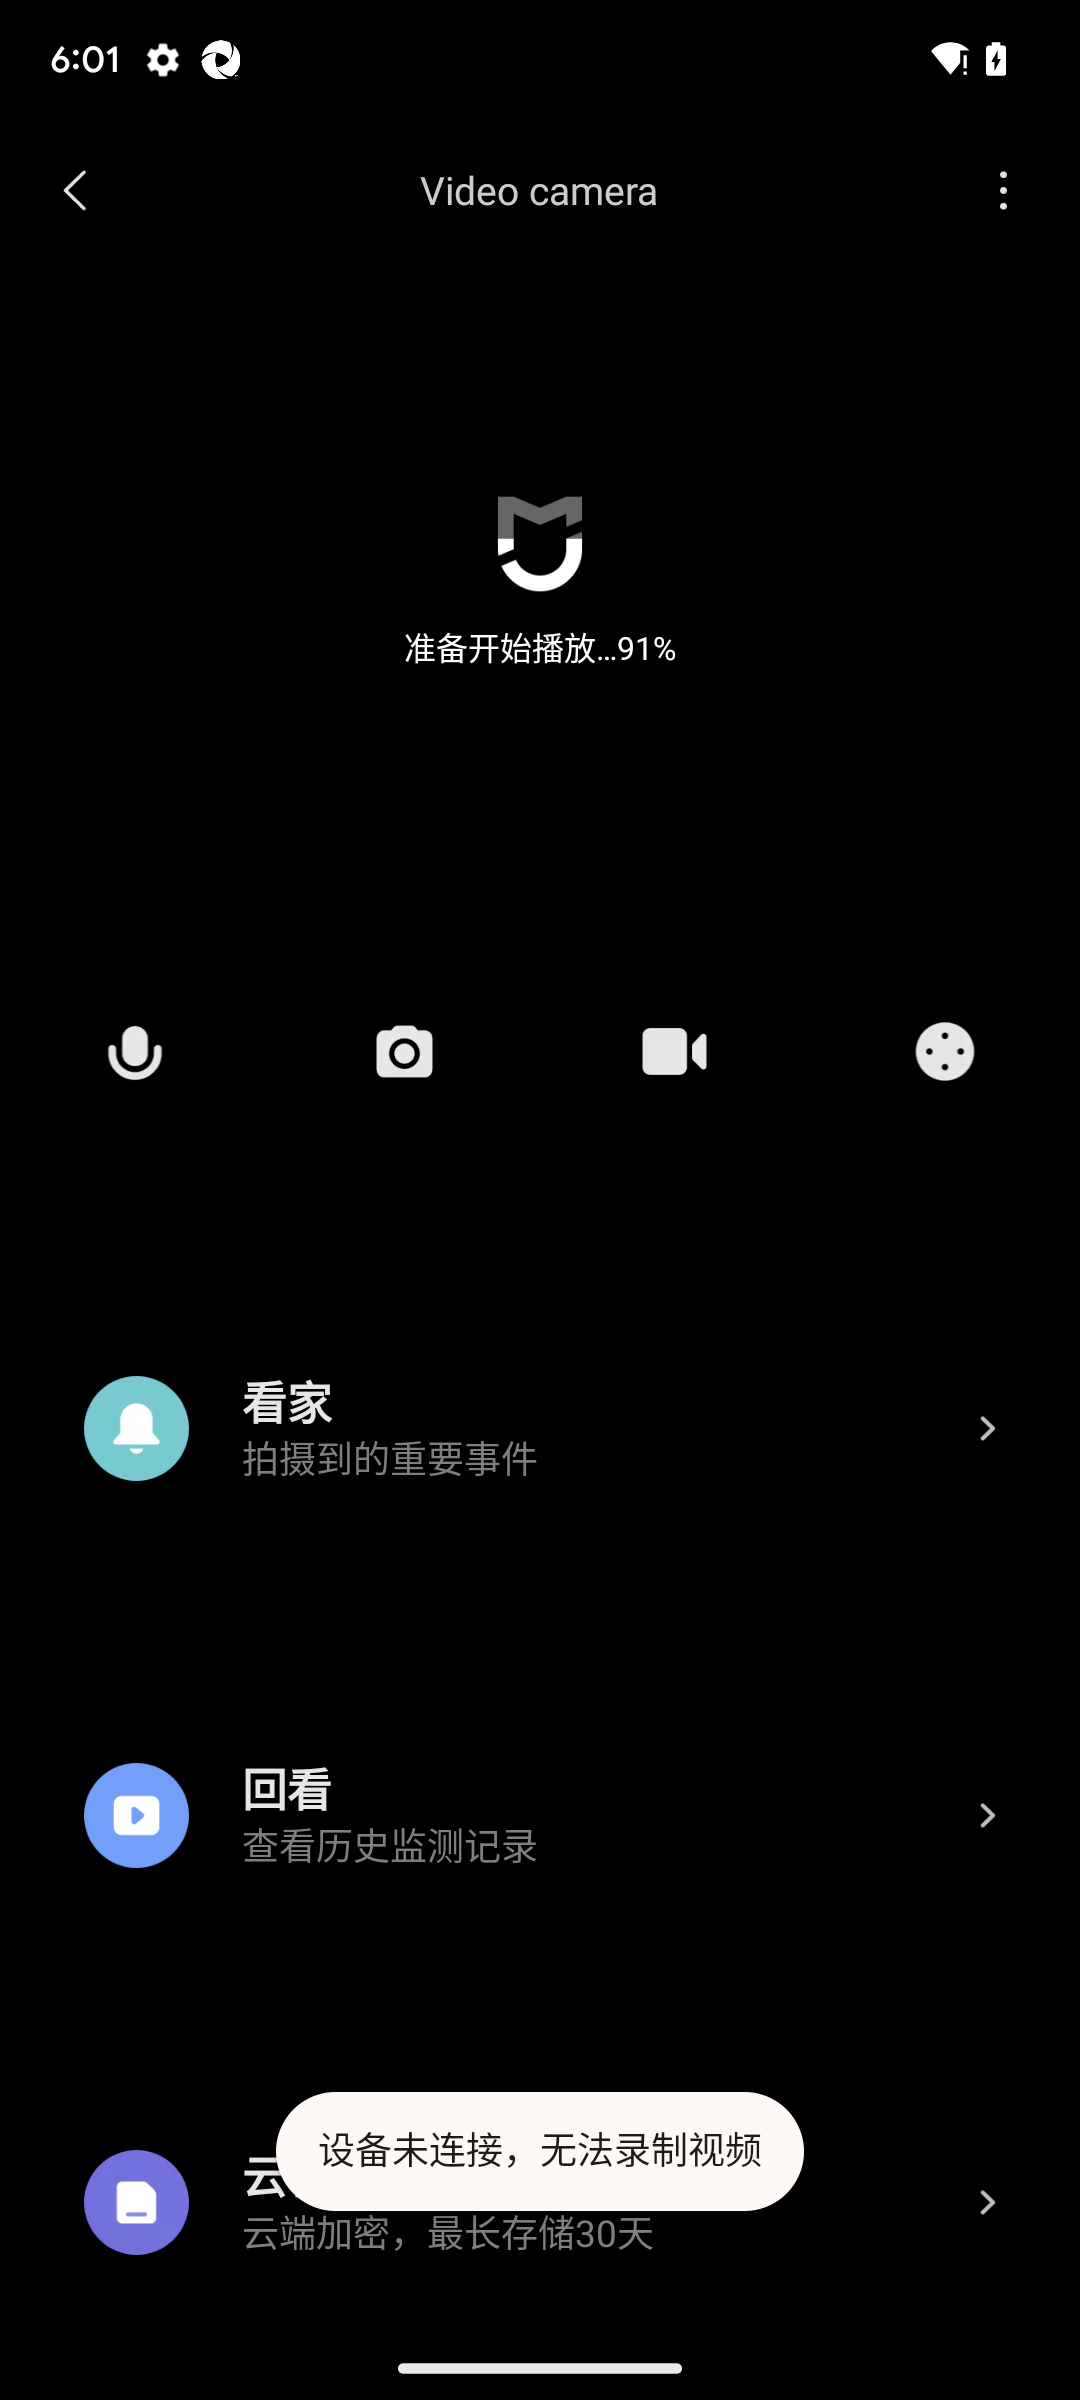 6:01
Video camera
准备开始播放...91%
看家
拍摄到的重要事件
回看
查看历史监测记录
设备未连接，无法录制视频
云
云端加密，最长存储30天